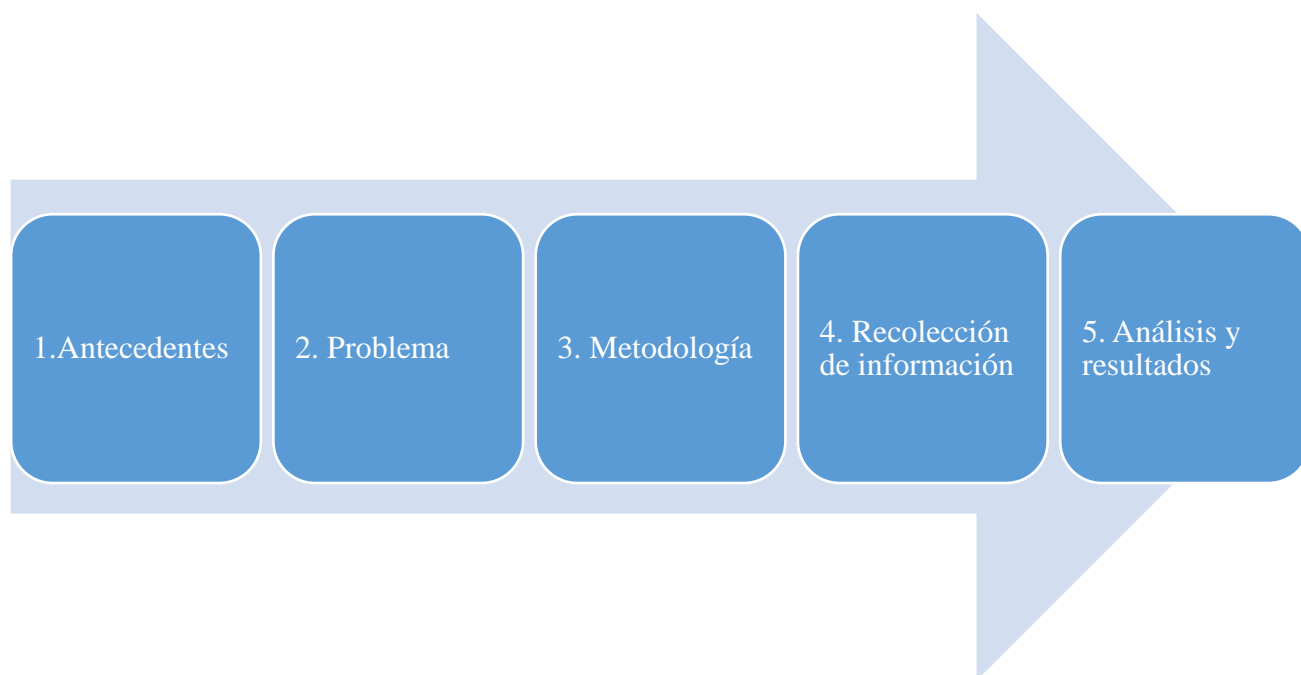 1.Antecedentes
2. Problema
3. Metodología
4. Recolección
de información
5. Análisis y
resultados